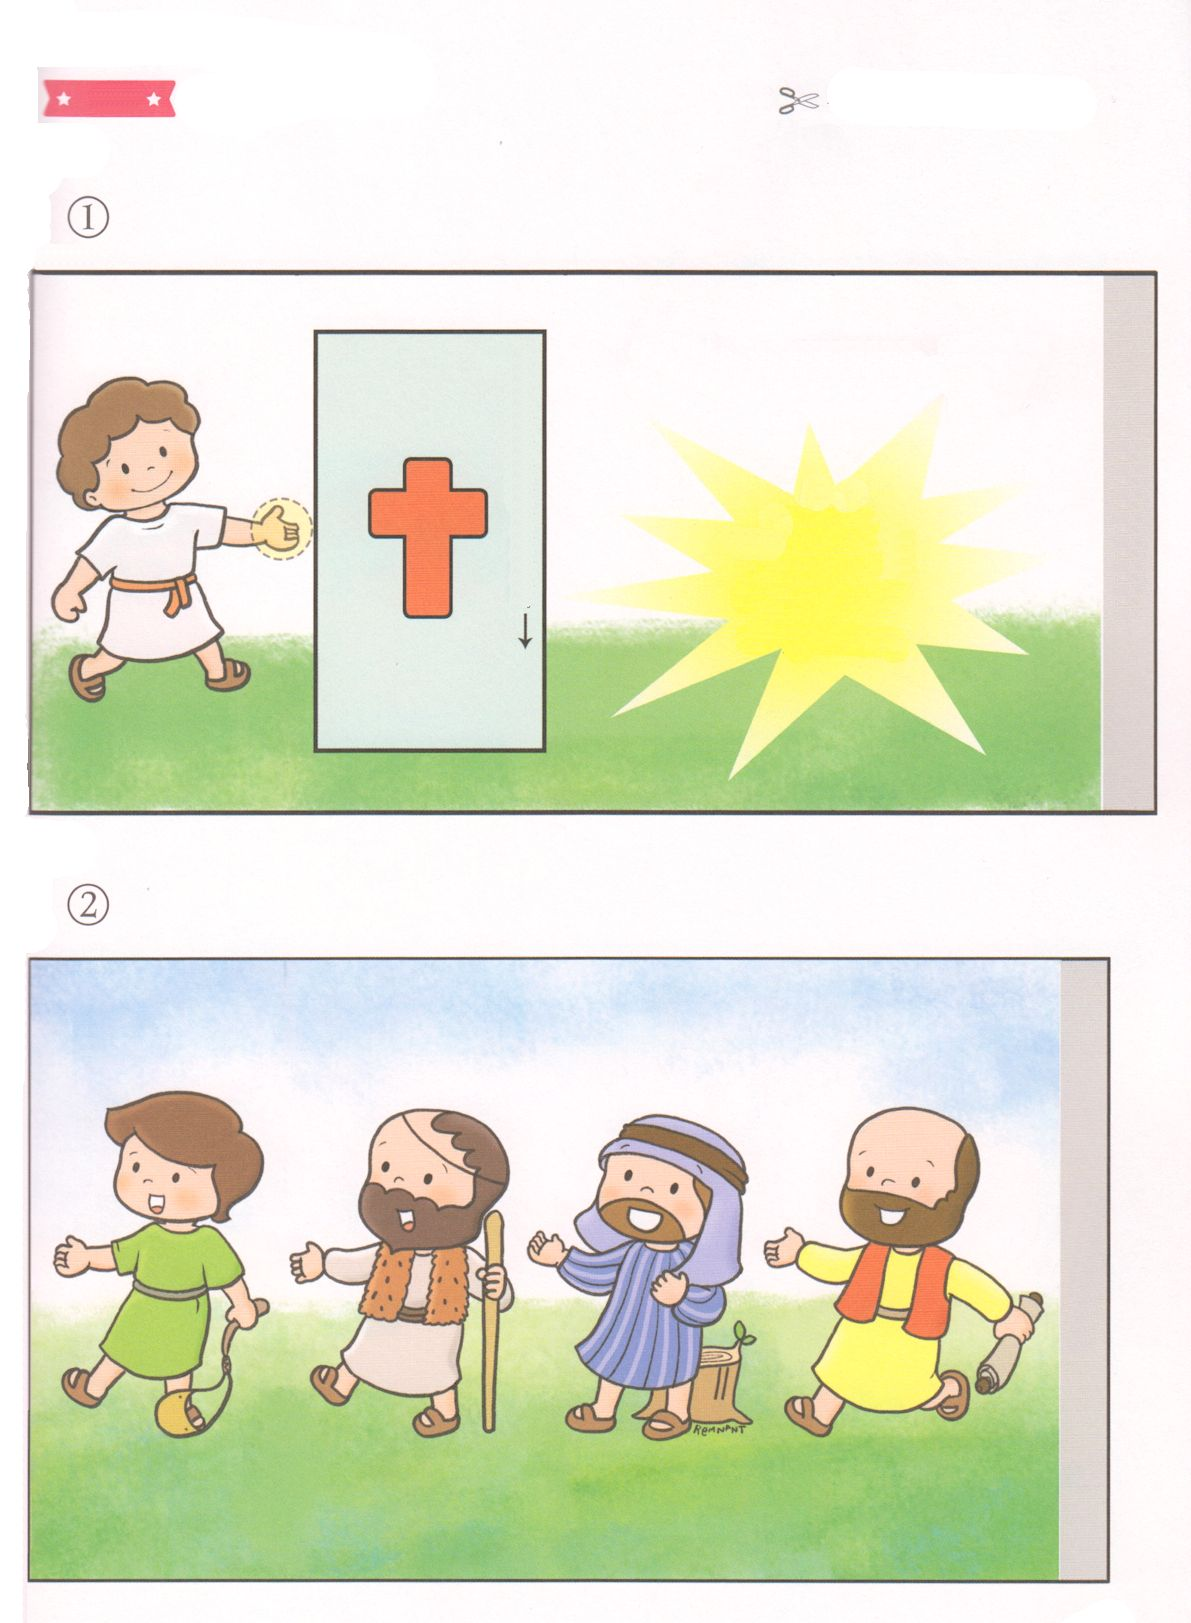 ①
②
REMNANT